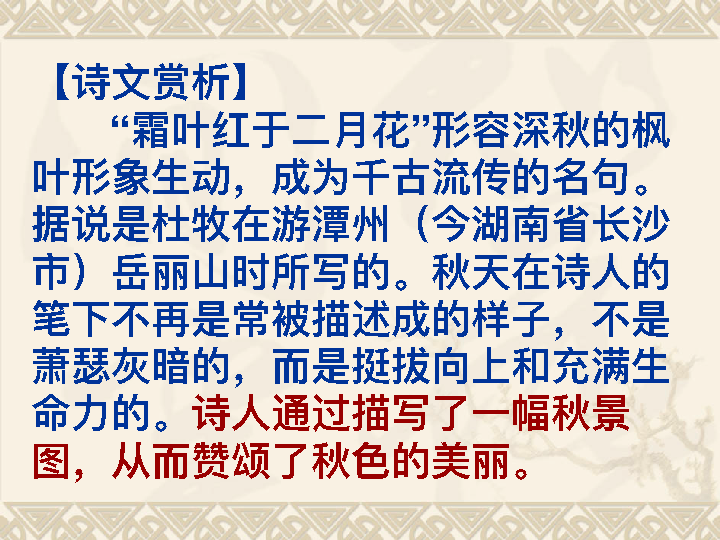 【诗文赏析】
“霜叶红于二月花”形容深秋的枫
叶形象生动，成为千古流传的名句。
据说是杜牧在游潭州（今湖南省长沙
市）岳丽山时所写的。秋天在诗人的
笔下不再是常被描述成的样子，不是
萧瑟灰暗的，而是挺拔向上和充满生
命力的。诗人通过描写了一幅秋景
图，从而赞颂了秋色的美丽。